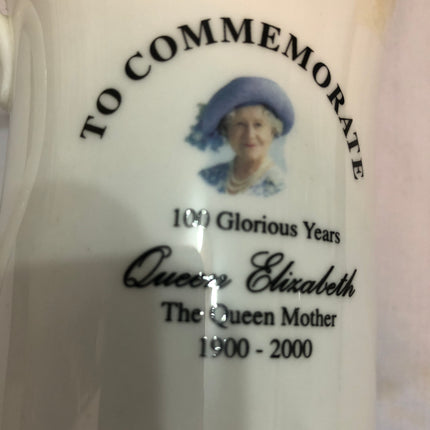 TO COMMEMORATE
100 Glorious Years
Queen Elizabeth
The Queen Mother
1900 - 2000